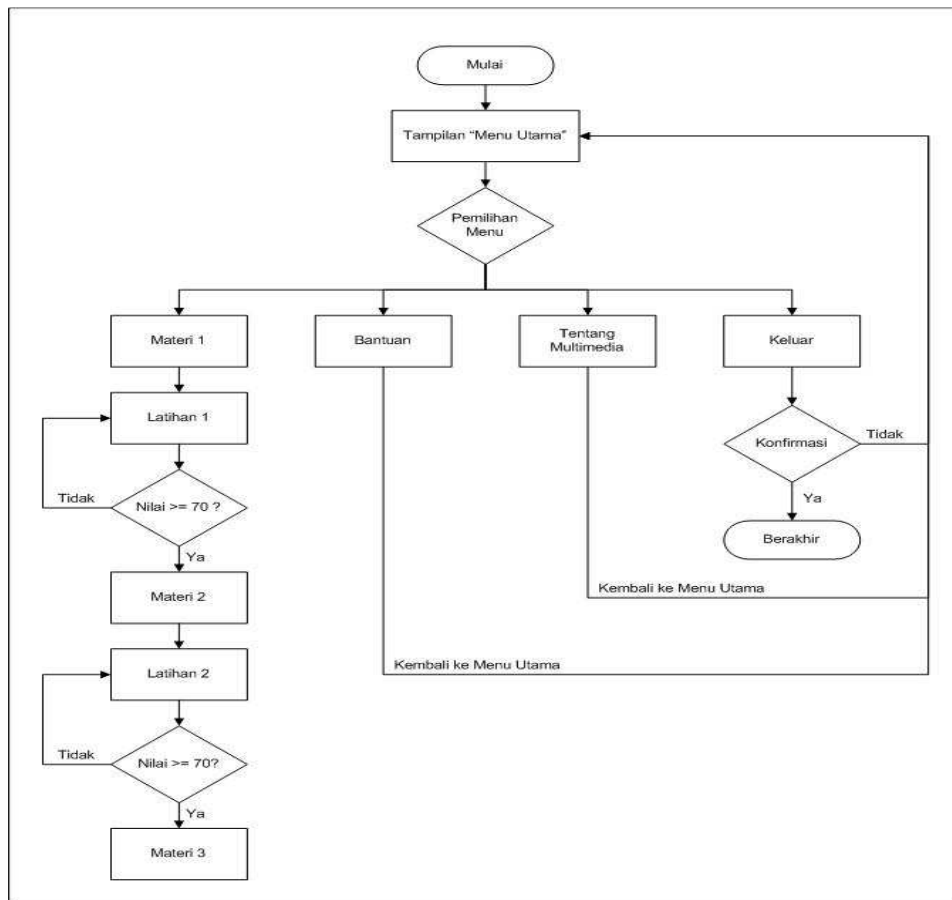 Mulai
Tampilan “Menu Utama”
Pemilihan
Menu
Materi 1
Bantuan
Tentang
Multimedia
Keluar
Latihan 1
Konfirmasi
Tidak
Tidak
Nilai >= 70 ?
Ya
Ya
Berakhir
Materi 2
Kembali ke Menu Utama
Latihan 2
Kembali ke Menu Utama
Tidak
Nilai >= 70?
Ya
Materi 3